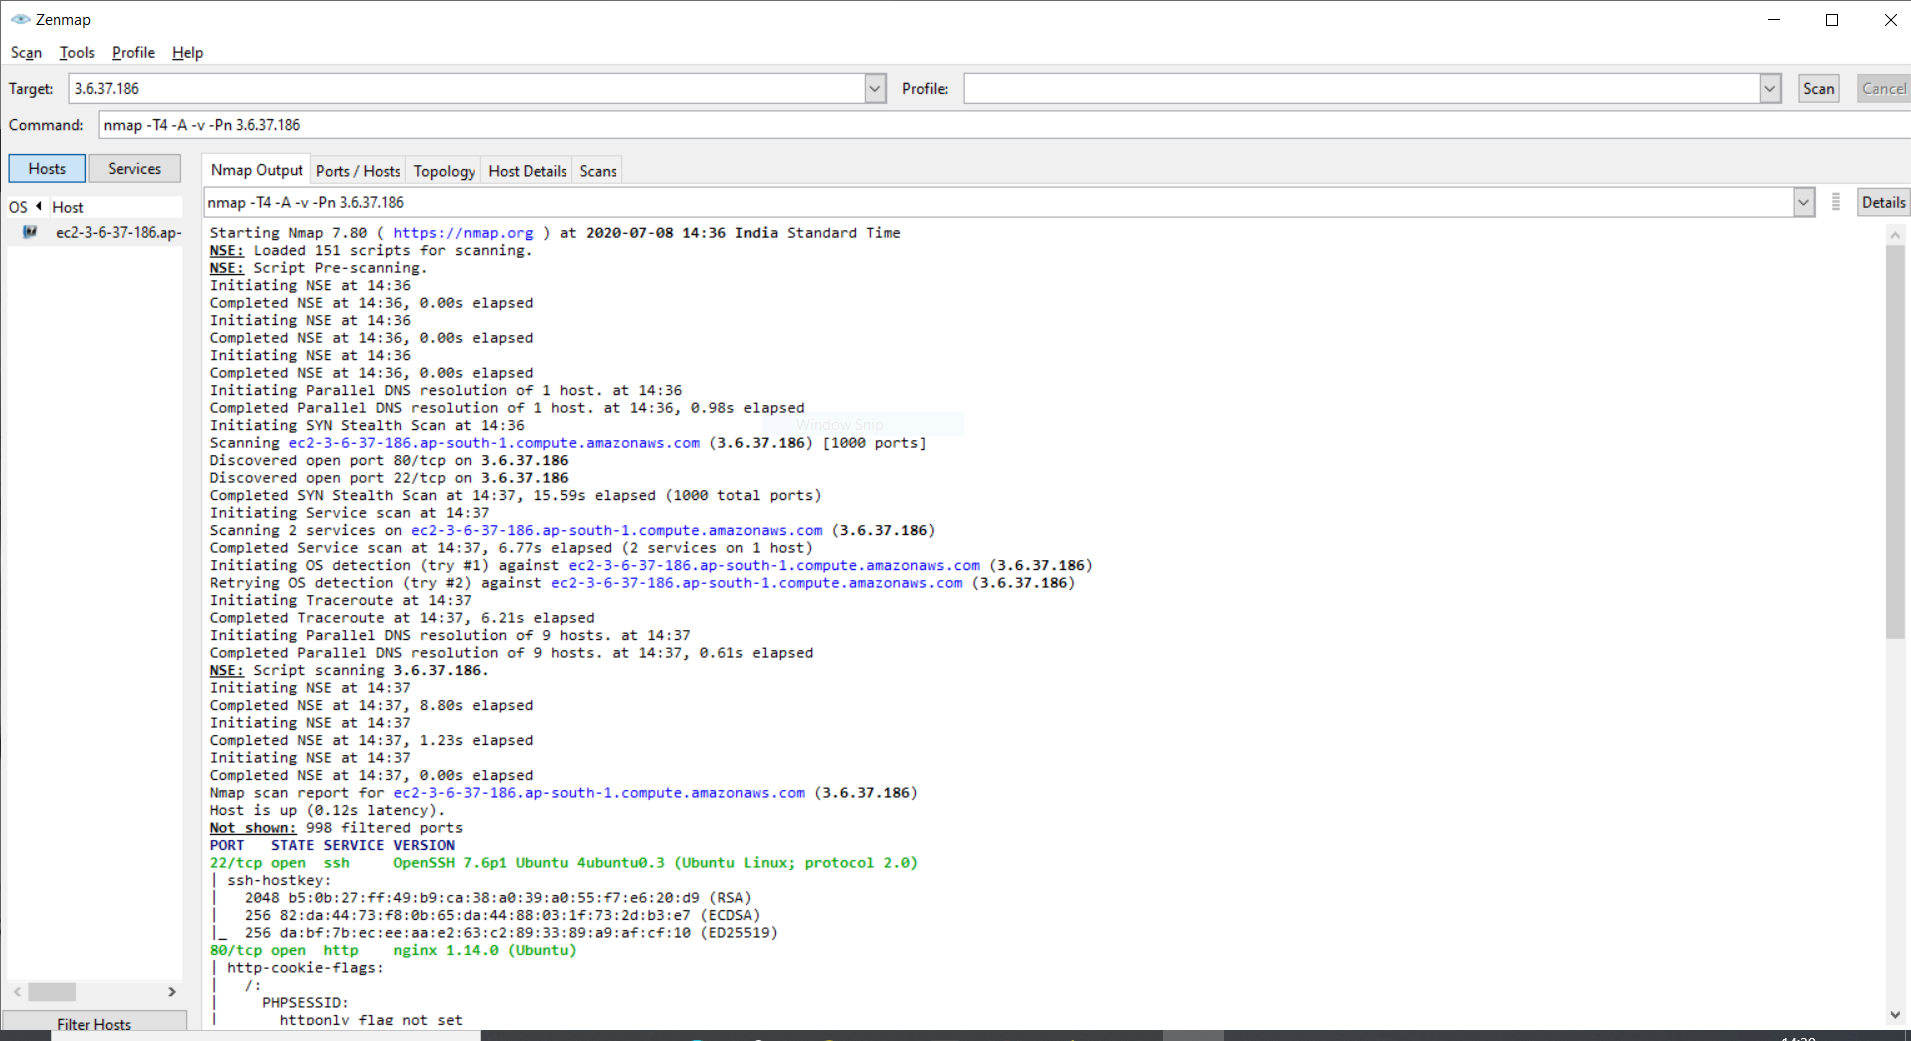 Zenmap
Scan Tools Profile Help
Target: 3.6.37.186 Profile: Scan Cancel
Command: nmap -T4 -A -v -Pn 3.6.37.186
Hosts Services Nmap Output Ports / Hosts Topology Host Details Scans
nmap -T4 -A -v -Pn 3.6.37.186 Details
OS Host
ec2-3-6-37-186.ap-
Starting Nmap 7.80 ( https://nmap.org ) at 2020-07-08 14:36 India Standard Time
NSE: Loaded 151 scripts for scanning.
NSE: Script Pre-scanning.
Initiating NSE at 14:36
Completed NSE at 14:36, 0.00s elapsed
Initiating NSE at 14:36
Completed NSE at 14:36, 0.00s elapsed
Initiating NSE at 14:36
Completed NSE at 14:36, 0.00s elapsed
Initiating Parallel DNS resolution of 1 host. at 14:36
Completed Parallel DNS resolution of 1 host. at 14:36, 0.98s elapsed
Initiating SYN Stealth Scan at 14:36
Window Snip
Scanning ec2-3-6-37-186.ap-south-1.compute.amazonaws.com (3.6.37.186) [1000 ports]
Discovered open port 80/tcp on 3.6.37.186
Discovered open port 22/tcp on 3.6.37.186
Completed SYN Stealth Scan at 14:37, 15.59s elapsed (1000 total ports)
Initiating Service scan at 14:37
Scanning 2 services on ec2-3-6-37-186.ap-south-1.compute.amazonaws.com (3.6.37.186)
Completed Service scan at 14:37, 6.77s elapsed (2 services on 1 host)
Initiating OS detection (try #1) against ec2-3-6-37-186.ap-south-1.compute.amazonaws.com (3.6.37.186)
Retrying OS detection (try #2) against ec2-3-6-37-186.ap-south-1.compute.amazonaws.com (3.6.37.186)
Initiating Traceroute at 14:37
Completed Traceroute at 14:37, 6.21s elapsed
Initiating Parallel DNS resolution of 9 hosts. at 14:37
Completed Parallel DNS resolution of 9 hosts. at 14:37, 0.61s elapsed
NSE: Script scanning 3.6.37.186.
Initiating NSE at 14:37
Completed NSE at 14:37, 8.80s elapsed
Initiating NSE at 14:37
Completed NSE at 14:37, 1.23s elapsed
Initiating NSE at 14:37
Completed NSE at 14:37, 0.00s elapsed
Nmap scan report for ec2-3-6-37-186.ap-south-1.compute.amazonaws.com (3.6.37.186)
Host is up (0.12s latency).
Not shown: 998 filtered ports
PORT   STATE SERVICE VERSION
22/tcp open  ssh     OpenSSH 7.6p1 Ubuntu 4ubuntu0.3 (Ubuntu Linux; protocol 2.0)
| ssh-hostkey:
|   2048 b5:0b:27:ff:49:b9:ca:38:a0:39:a0:55:f7:e6:20:d9 (RSA)
|   256 82:da:44:73:f8:0b:65:da:44:88:03:1f:73:2d:b3:e7 (ECDSA)
|_  256 da:bf:7b:ec:ee:aa:e2:63:c2:89:33:89:a9:af:cf:10 (ED25519)
80/tcp open  http    nginx 1.14.0 (Ubuntu)
| http-cookie-flags:
|   /:
|     PHPSESSID:
|       httponly flag not set
Filter Hosts